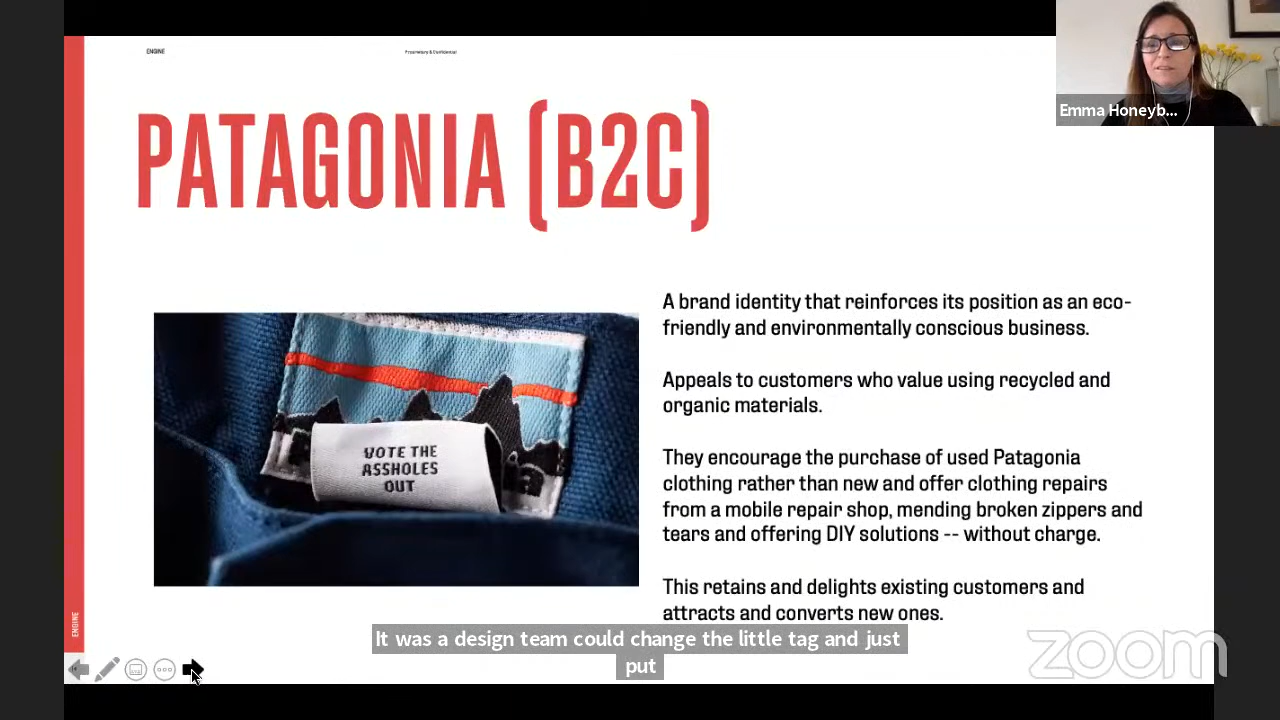 ENGINE
Proprietary & Confidential
PATAGONIA (B2C)
Emma Honeyb...
A brand identity that reinforces its position as an eco-
friendly and environmentally conscious business.
Appeals to customers who value using recycled and
organic materials.
VOTE THE
ASSHOLES
OUT
They encourage the purchase of used Patagonia
clothing rather than new and offer clothing repairs
from a mobile repair shop, mending broken zippers and
tears and offering DIY solutions -- without charge.
This retains and delights existing customers and
attracts and converts new ones.
ENGINE
It was a design team could change the little tag and just
put
zoom